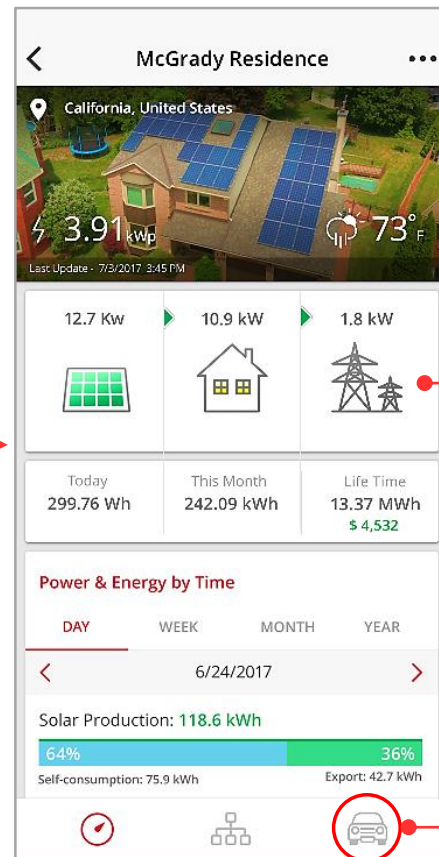 McGrady Residence
California, United States
3.91 kWp
73°F
Last Update - 7/3/2017 3:45 PM
12.7 Kw
10.9 kW
1.8 kW
Today
This Month
Life Time
299.76 Wh
242.09 kWh
13.37 MWh
$ 4,532
Power & Energy by Time
DAY WEEK MONTH YEAR
6/24/2017
Solar Production: 118.6 kWh
64% 36%
Self-consumption: 75.9 kWh Export: 42.7 kWh